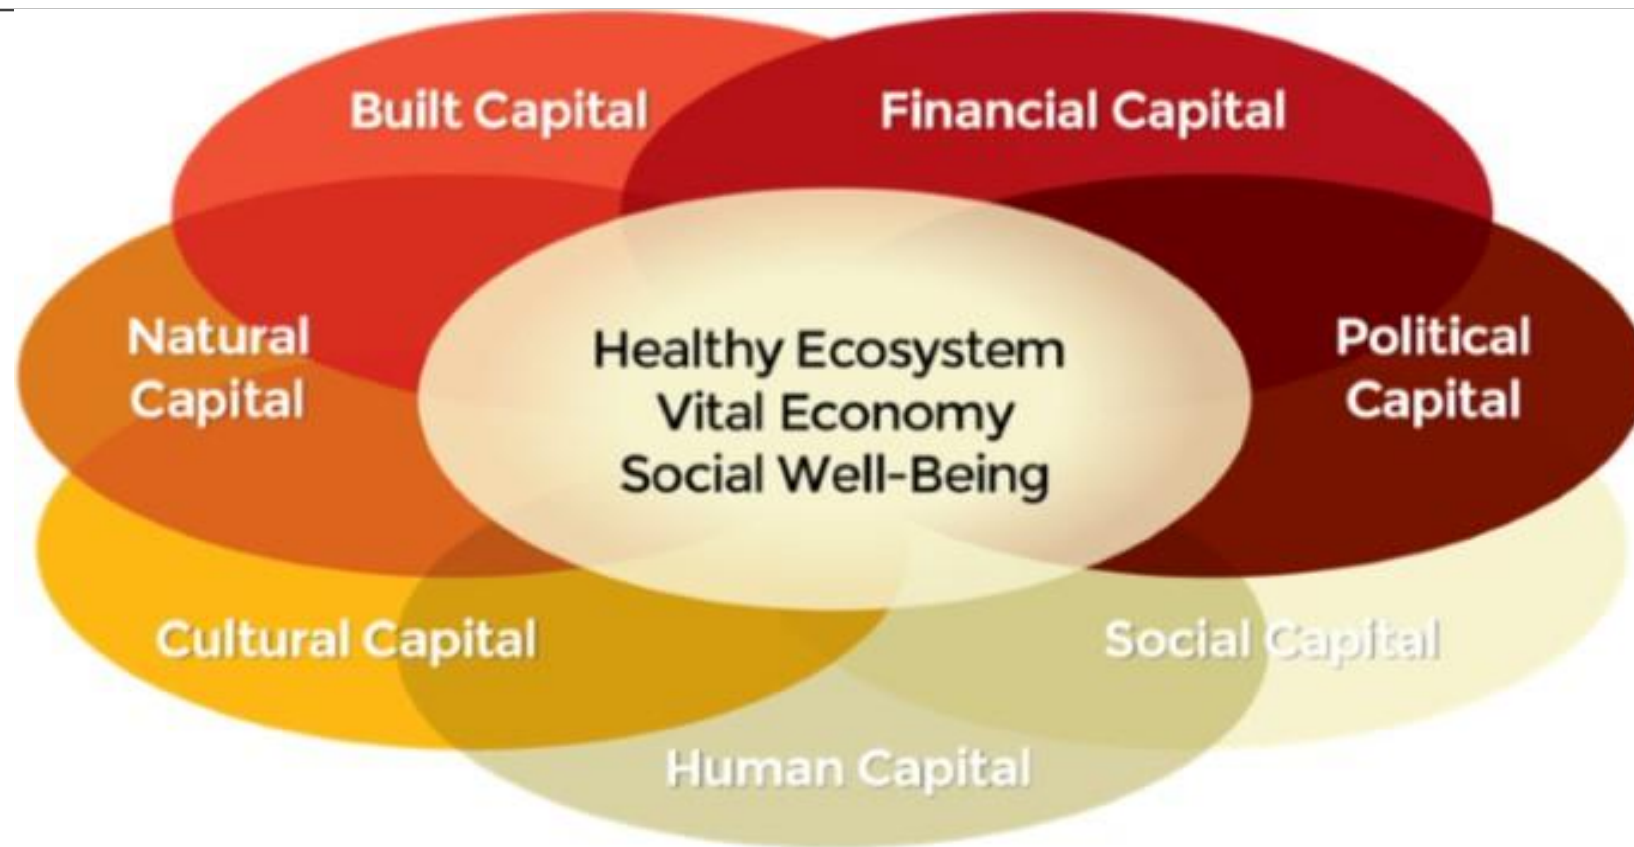 Built Capital
Financial Capital
Natural
Capital
Healthy Ecosystem
Vital Economy
Social Well-Being
Political
Capital
Cultural Capital
Social Capital
Human Capital